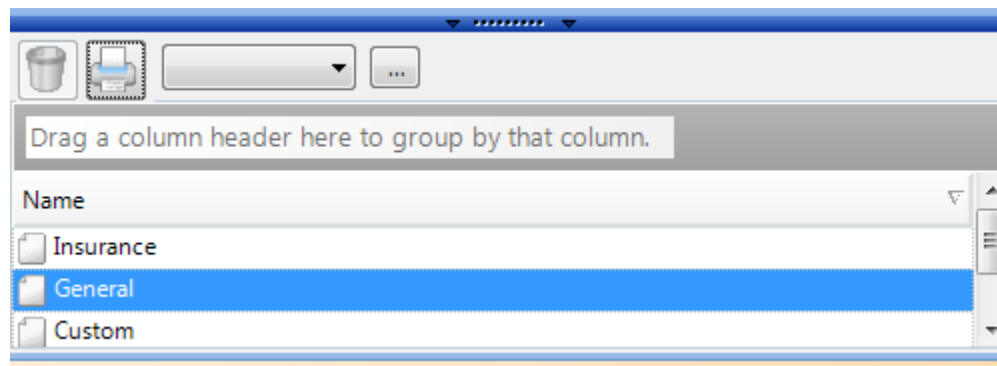 ...
Drag a column header here to group by that column.
Name
Insurance
General
Custom